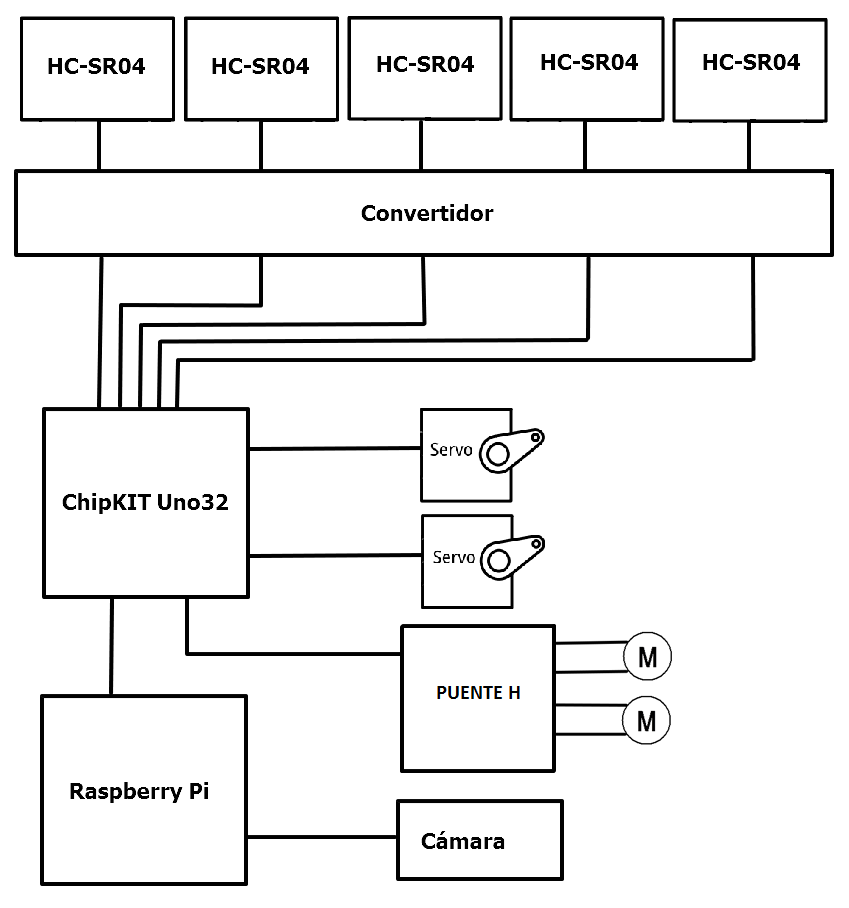 HC-SR04
HC-SR04
HC-SR04
HC-SR04
HC-SR04
Convertidor
ChipKIT Uno32
Servo
Servo
PUENTE H
M
M
Raspberry Pi
Cámara